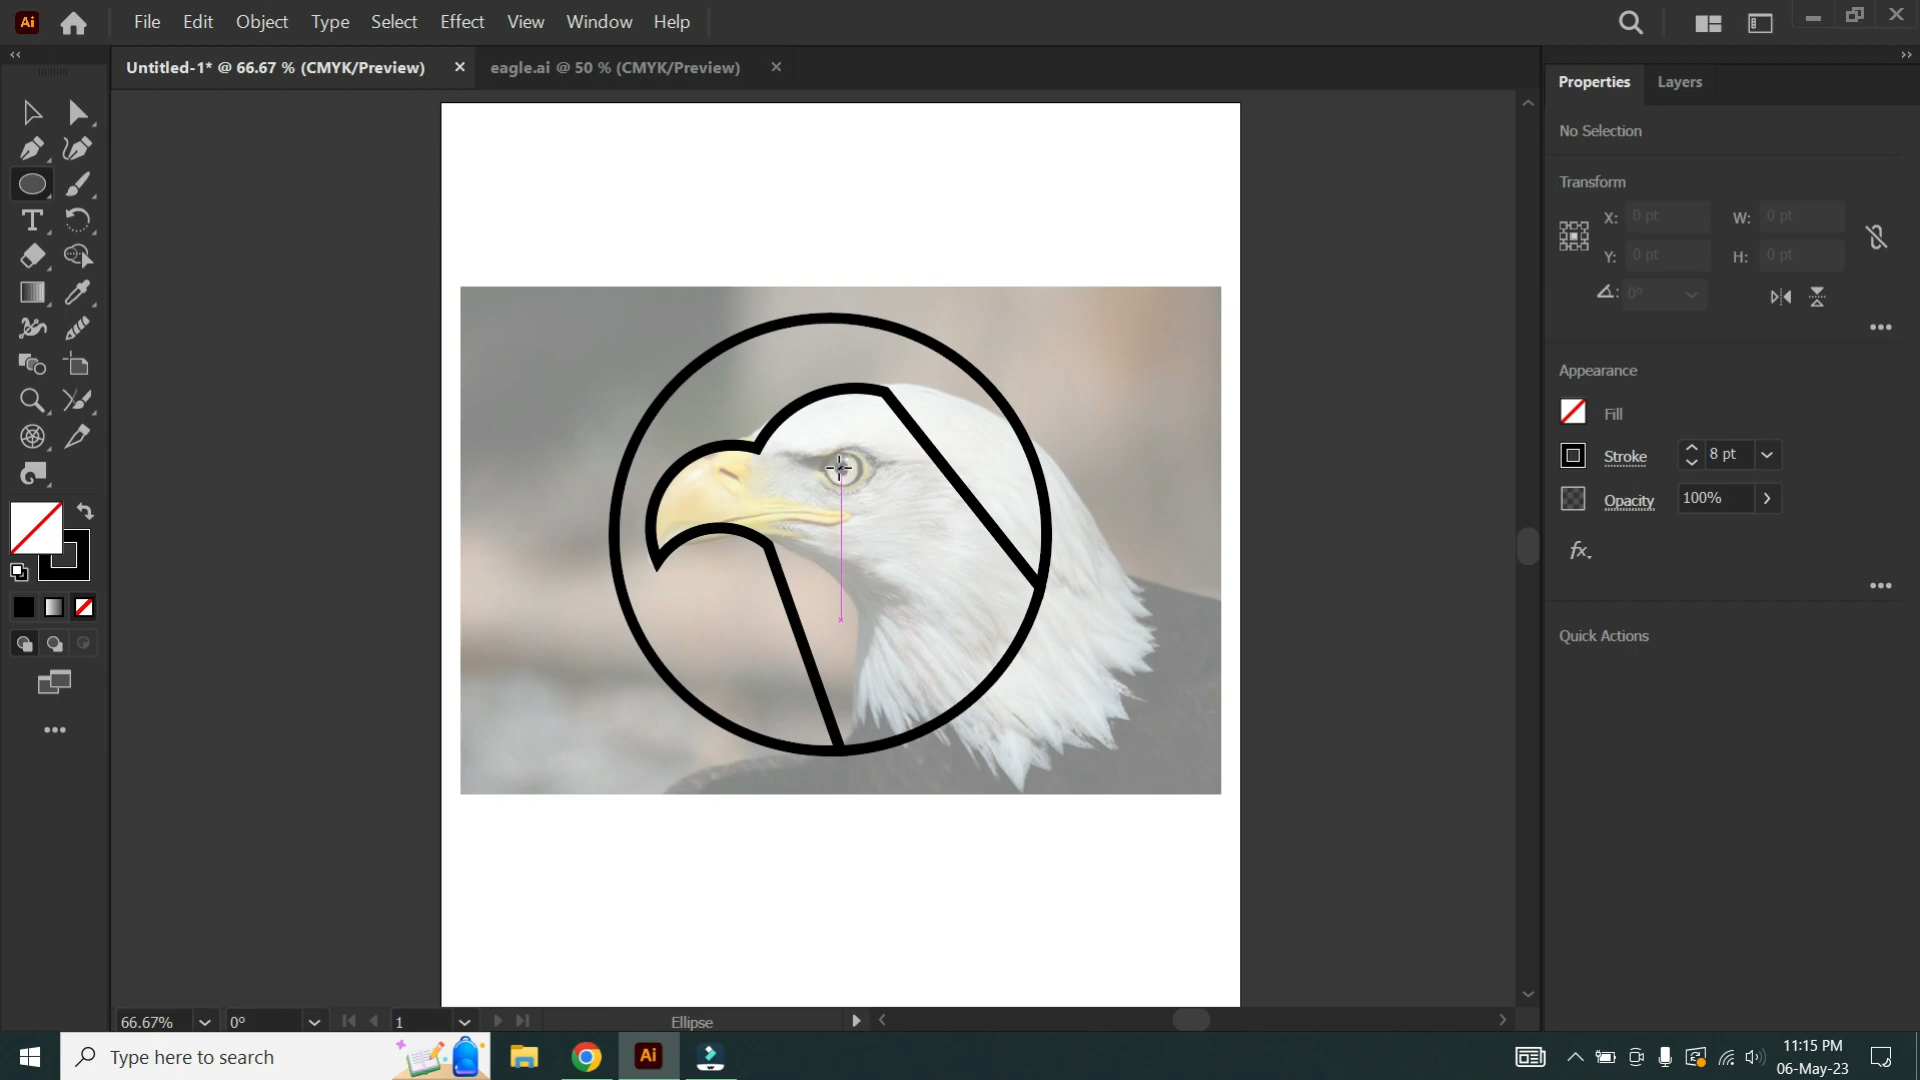 Ai File Edit Object Type Select Effect View Window Help
Untitled-1* @ 66.67 % (CMYK/Preview) eagle.ai @ 50 % (CMYK/Preview)
Properties Layers
No Selection
Transform
X: 0 pt W: 0 pt
Y: 0 pt H: 0 pt
0°
Appearance
Fill
Stroke 8 pt
Opacity 100%
fx.
Quick Actions
66.67% 0° 1 Ellipse
Type here to search
Ai
11:15 PM
06-May-23